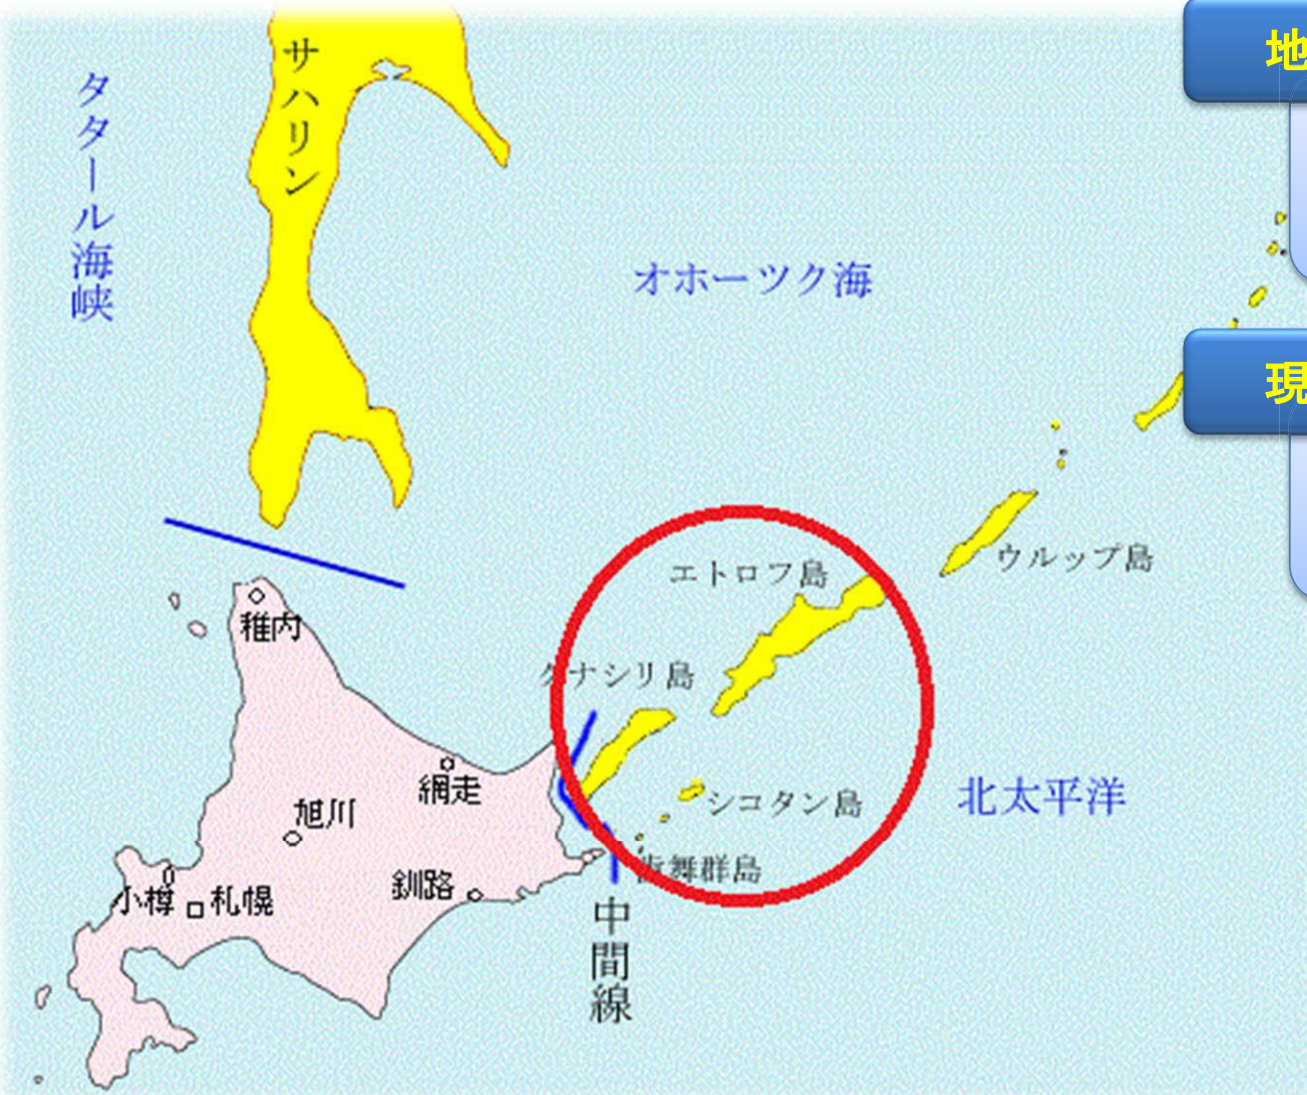 サハリン
タタール海峡
オホーツク海
地
現
ウルップ島
エトロフ島
クナシリ島
シコタン島
歯舞群島
北太平洋
稚内
網走
旭川
釧路
小樽
札幌
中間線